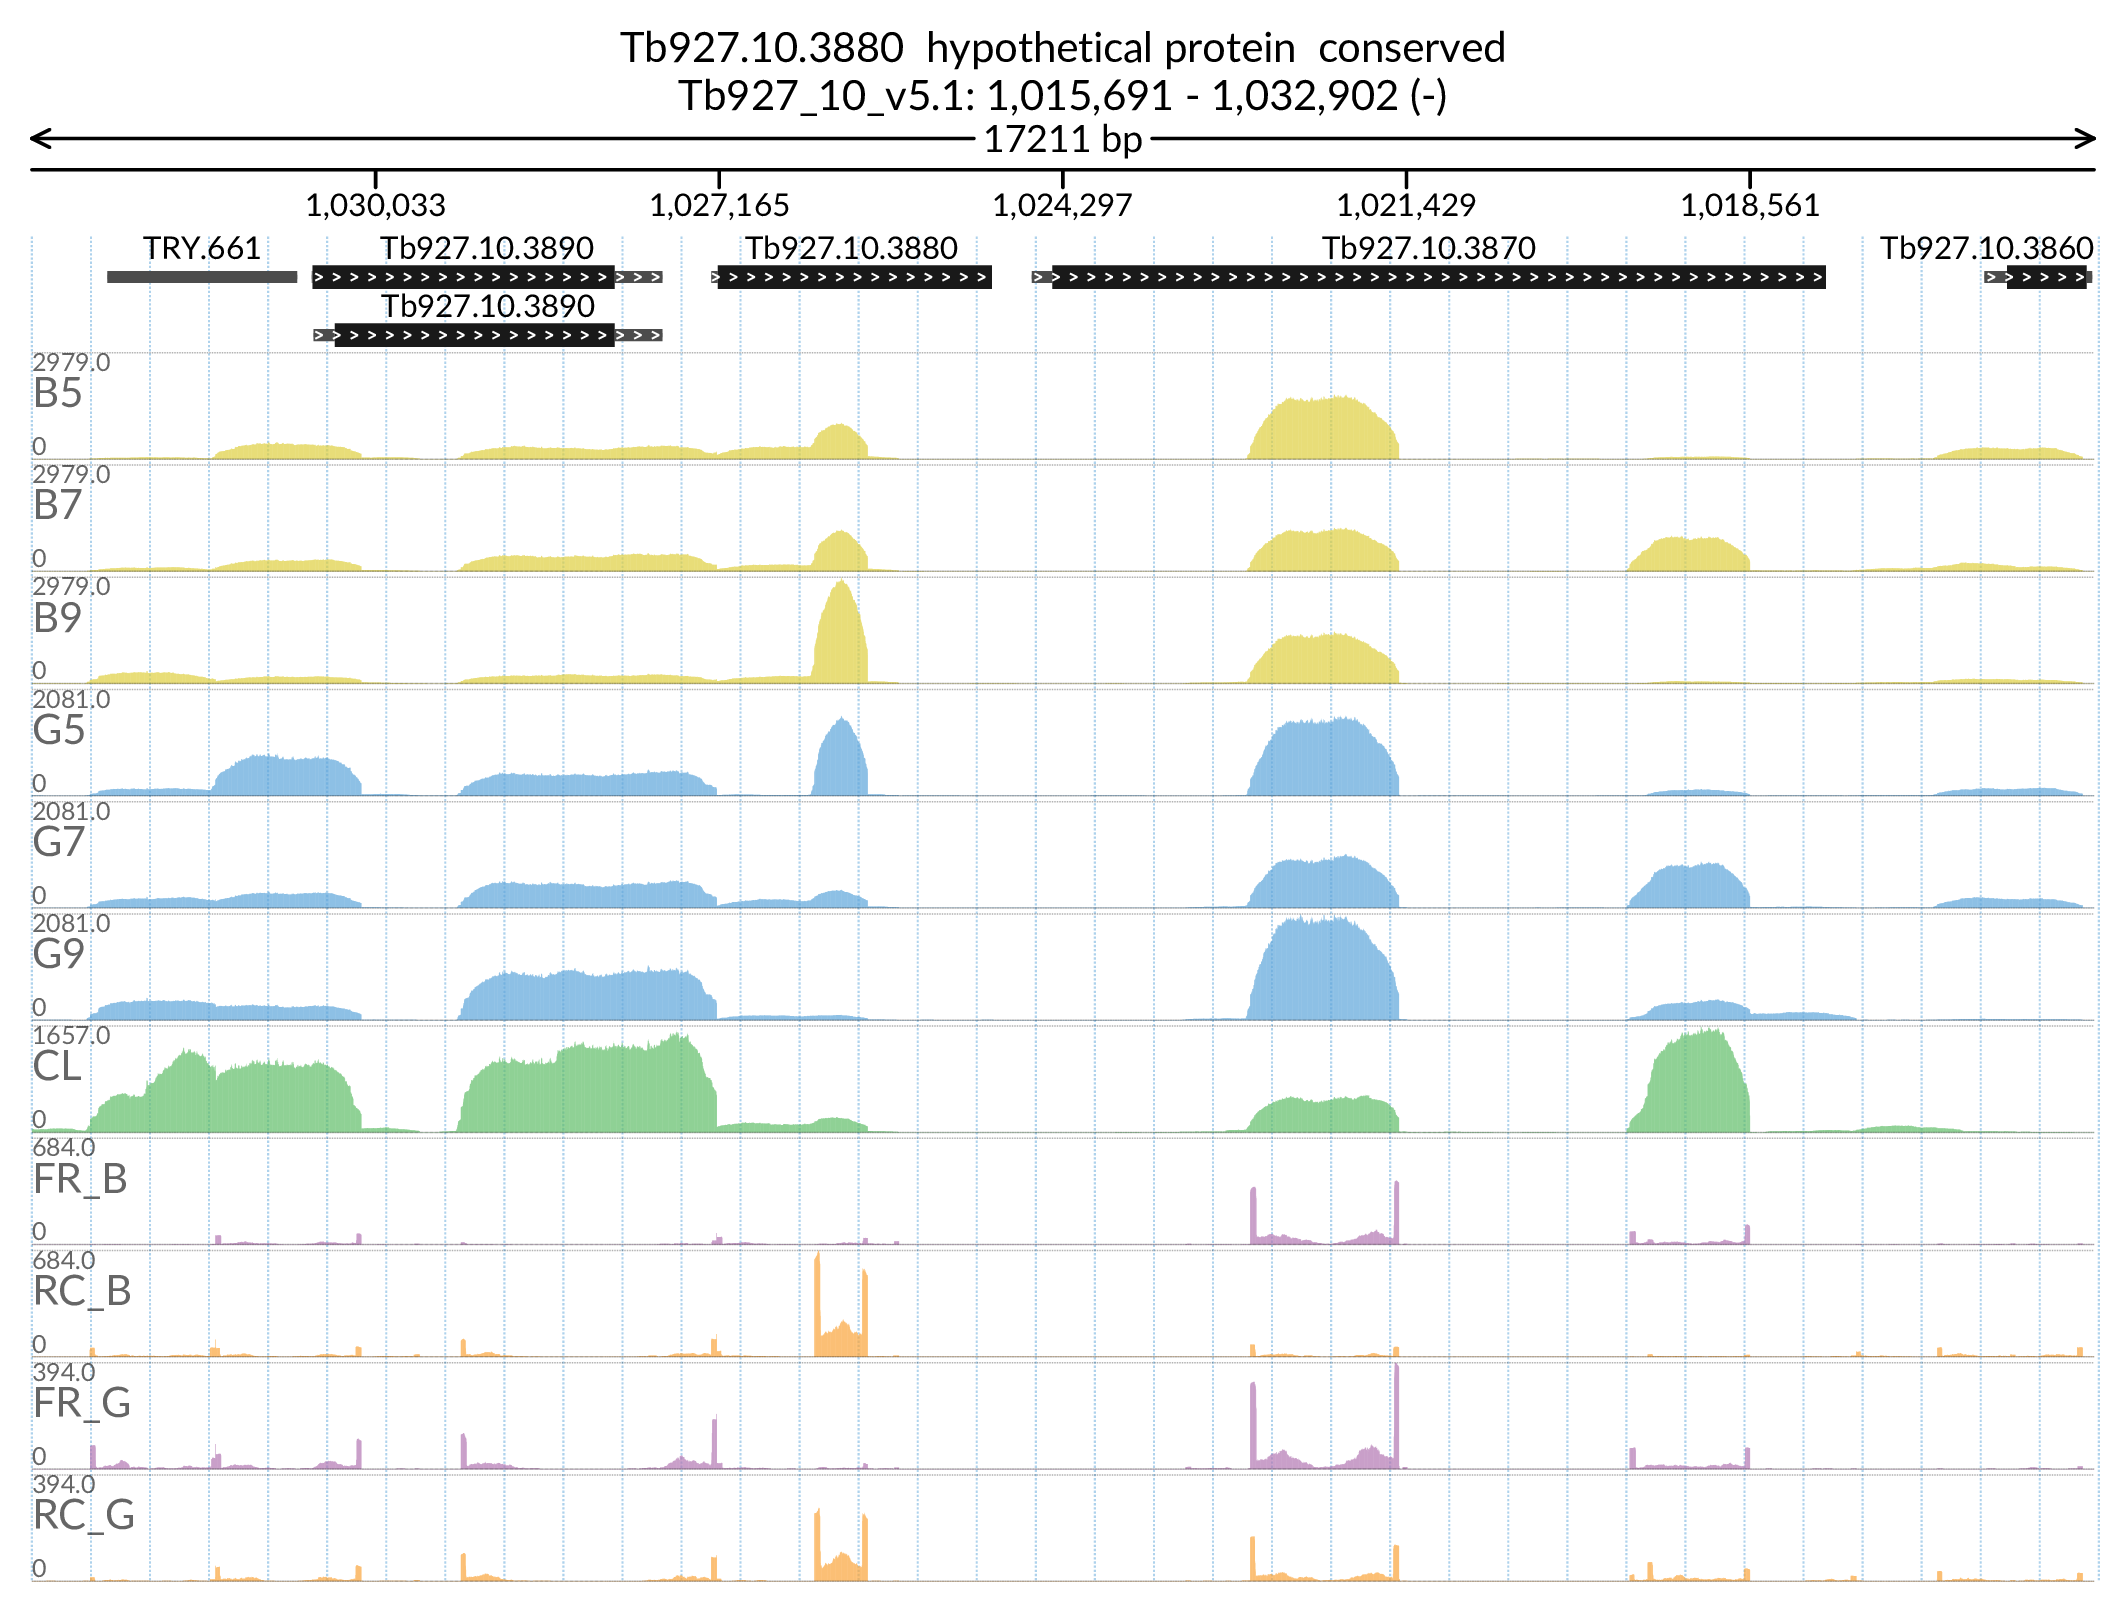 Tb927.10.3880 hypothetical protein conserved
Tb927_10_v5.1: 1,015,691 - 1,032,902 (-)
17211 bp
1,030,033 1,027,165 1,024,297 1,021,429 1,018,561
TRY.661 Tb927.10.3890 Tb927.10.3880 Tb927.10.3870 Tb927.10.3860
Tb927.10.3890
2979.0
B5
0
2979.0
B7
0
2979.0
B9
0
2081.0
G5
0
2081.0
G7
0
2081.0
G9
0
1657.0
CL
0
684.0
FR_B
0
684.0
RC_B
0
394.0
FR_G
0
394.0
RC_G
0